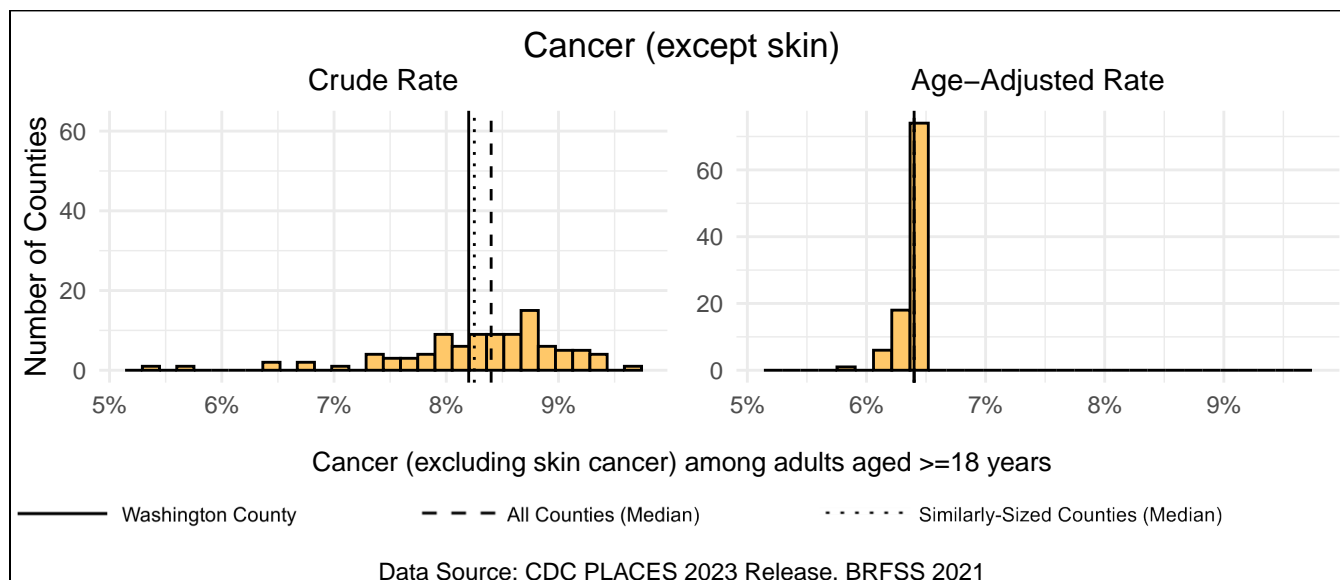 Cancer (except skin)
Crude Rate
Age−Adjusted Rate
Number of Counties
60
40
20
0
5%
6%
7%
8%
9%
60
40
20
0
5%
6%
7%
8%
9%
Cancer (excluding skin cancer) among adults aged >=18 years
Washington County
All Counties (Median)
Similarly-Sized Counties (Median)
Data Source: CDC PLACES 2023 Release, BRFSS 2021